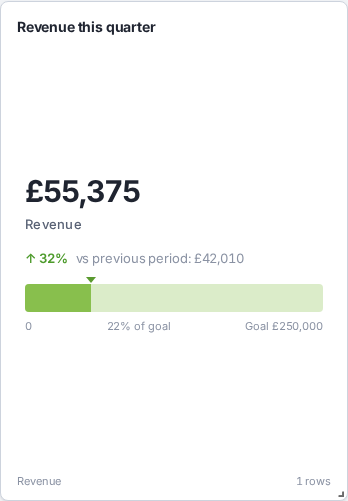 Revenue this quarter
£55,375
Revenue
↑ 32% vs previous period: £42,010
0 22% of goal Goal £250,000
Revenue 1 rows